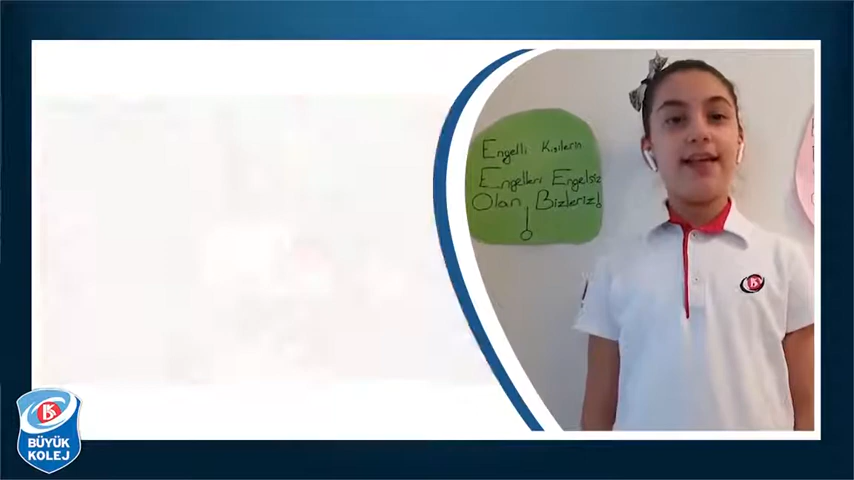 Engelli Kişilerin
Engelleri Engelsiz
Olan Bizleriz!
BÜYÜK
KOLEJ